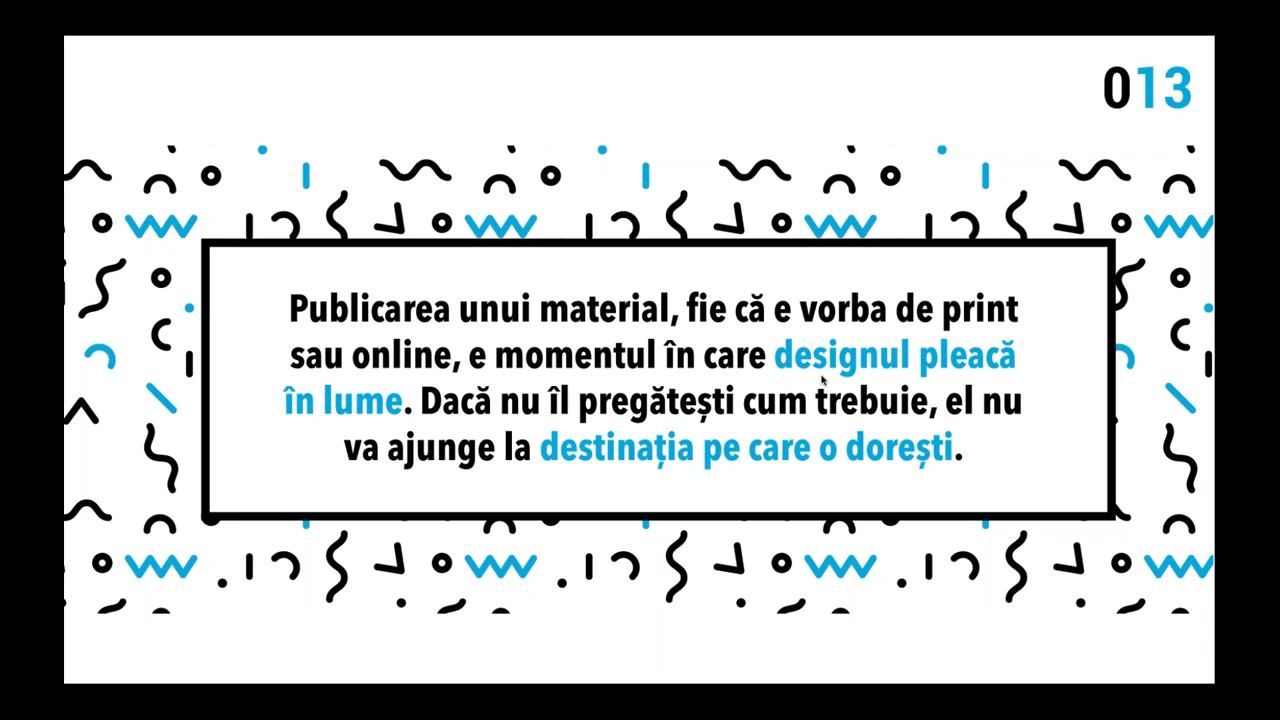 013
Publicarea unui material, fie că e vorba de print
sau online, e momentul în care designul pleacă
în lume. Dacă nu îl pregătești cum trebuie, el nu
va ajunge la destinația pe care o dorești.